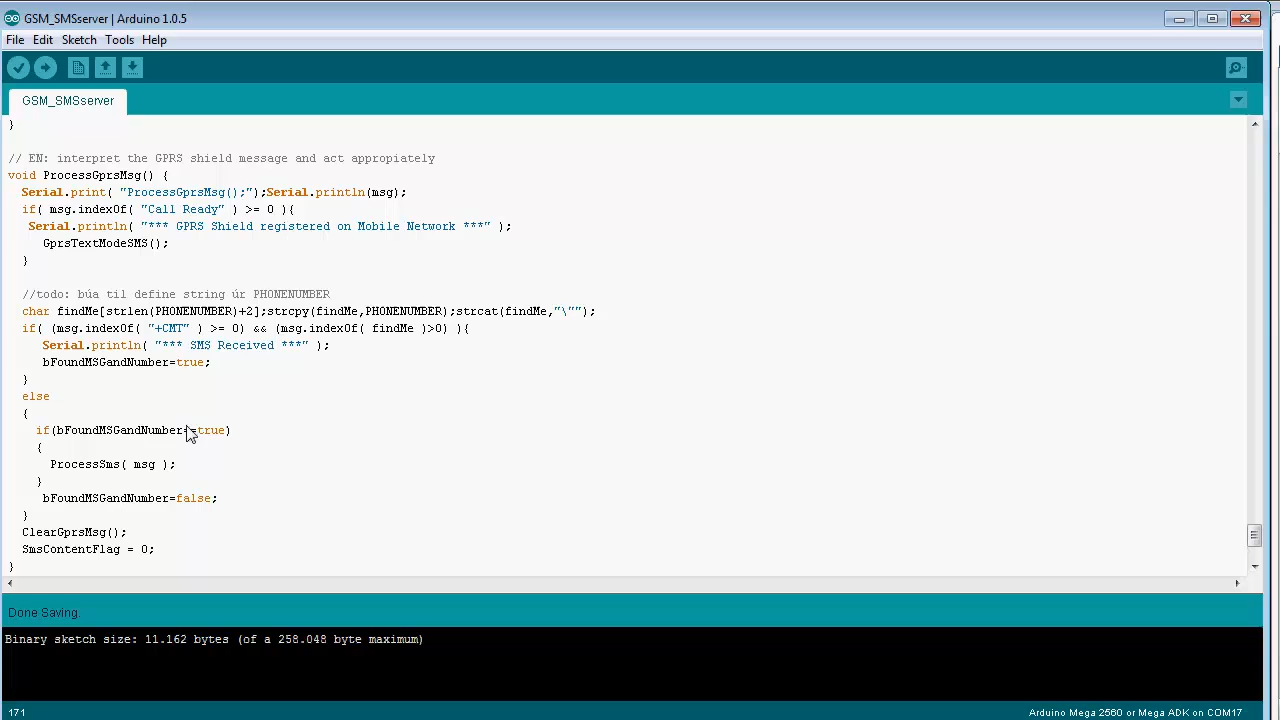 GSM_SMSserver | Arduino 1.0.5
File Edit Sketch Tools Help
GSM_SMSserver
}
// EN: interpret the GPRS shield message and act appropiately
void ProcessGprsMsg() {
Serial.print( "ProcessGprsMsg();");Serial.println(msg);
if( msg.indexOf( "Call Ready" ) >= 0 ){
Serial.println( "*** GPRS Shield registered on Mobile Network ***" );
GprsTextModeSMS();
}
//todo: búa til define string úr PHONENUMBER
char findMe[strlen(PHONENUMBER)+2];strcpy(findMe,PHONENUMBER);strcat(findMe,"\"");
if( (msg.indexOf( "+CMT" ) >= 0) && (msg.indexOf( findMe )>0) ){
Serial.println( "*** SMS Received ***" );
bFoundMSGandNumber=true;
}
else
{
if(bFoundMSGandNumber==true)
{
ProcessSms( msg );
}
bFoundMSGandNumber=false;
}
ClearGprsMsg();
SmsContentFlag = 0;
}
Done Saving.
Binary sketch size: 11.162 bytes (of a 258.048 byte maximum)
171
Arduino Mega 2560 or Mega ADK on COM17